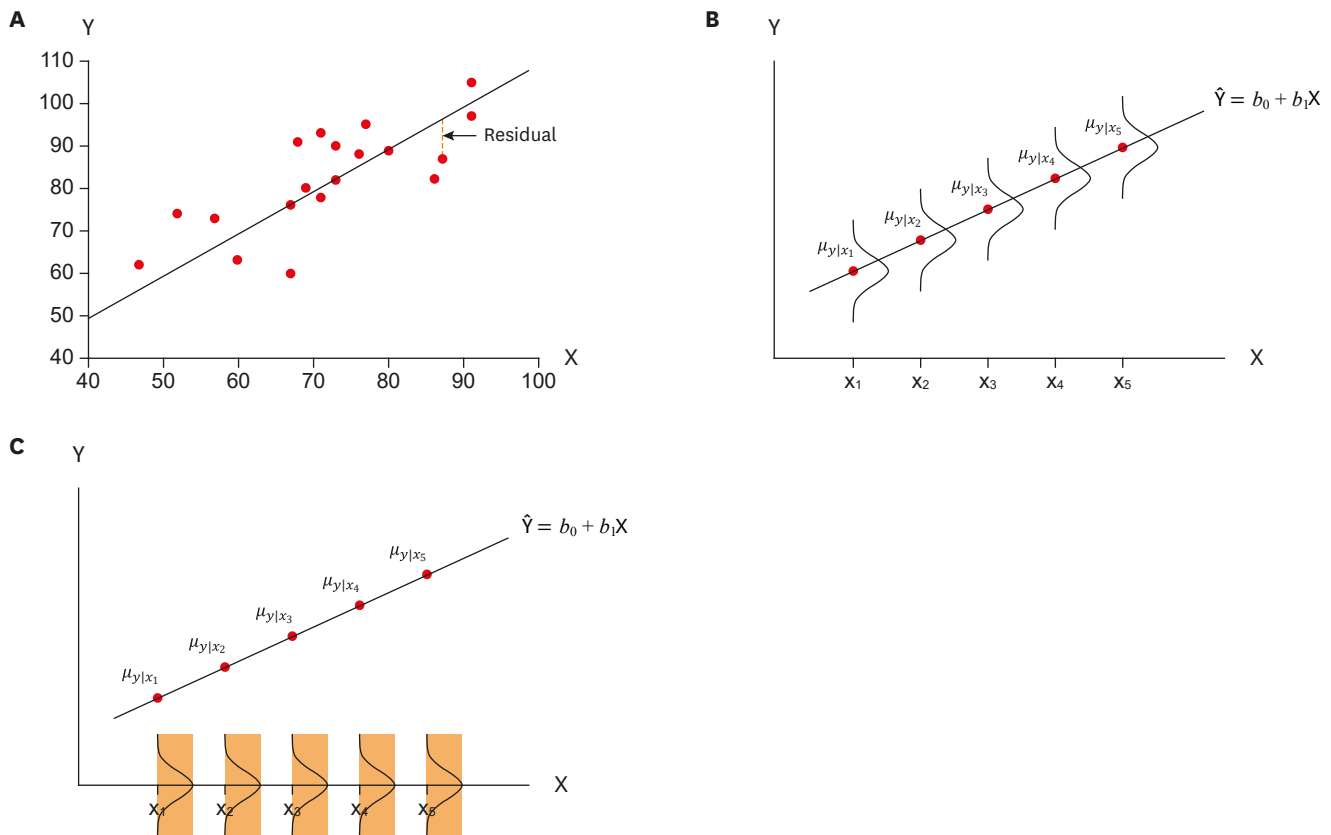 A
Y
110
100
90
80
70
60
50
40
40 50 60 70 80 90 100
X
Residual
B
Y
Ŷ = b₀ + b₁X
μy|x₁
μy|x₂
μy|x₃
μy|x₄
μy|x₅
x₁ x₂ x₃ x₄ x₅
X
C
Y
Ŷ = b₀ + b₁X
μy|x₁
μy|x₂
μy|x₃
μy|x₄
μy|x₅
x₁ x₂ x₃ x₄ x₅
X